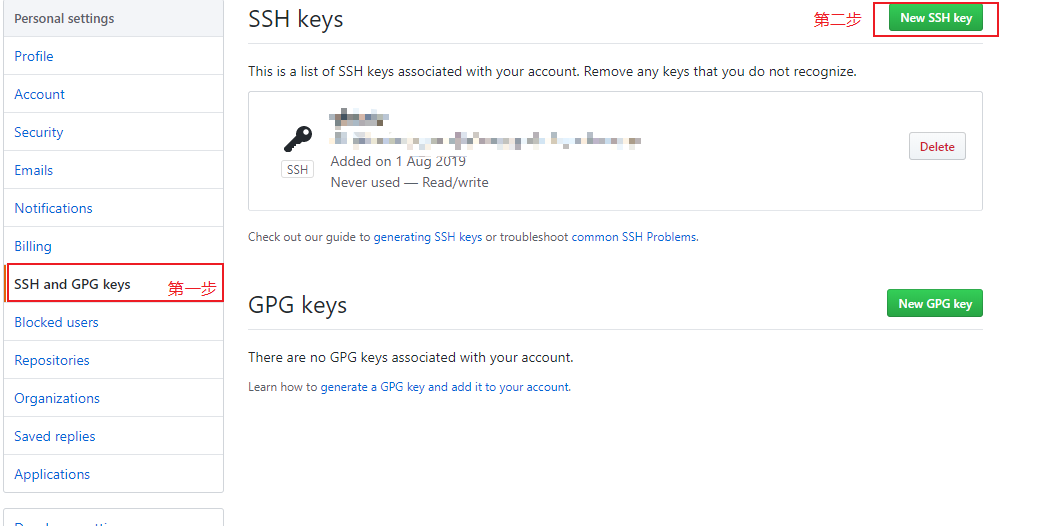 Personal settings
Profile
Account
Security
Emails
Notifications
Billing
SSH and GPG keys 第一步
Blocked users
Repositories
Organizations
Saved replies
Applications
SSH keys 第二步 New SSH key
This is a list of SSH keys associated with your account. Remove any keys that you do not recognize.
SSH
Added on 1 Aug 2019
Never used — Read/write
Delete
Check out our guide to generating SSH keys or troubleshoot common SSH Problems.
GPG keys New GPG key
There are no GPG keys associated with your account.
Learn how to generate a GPG key and add it to your account.